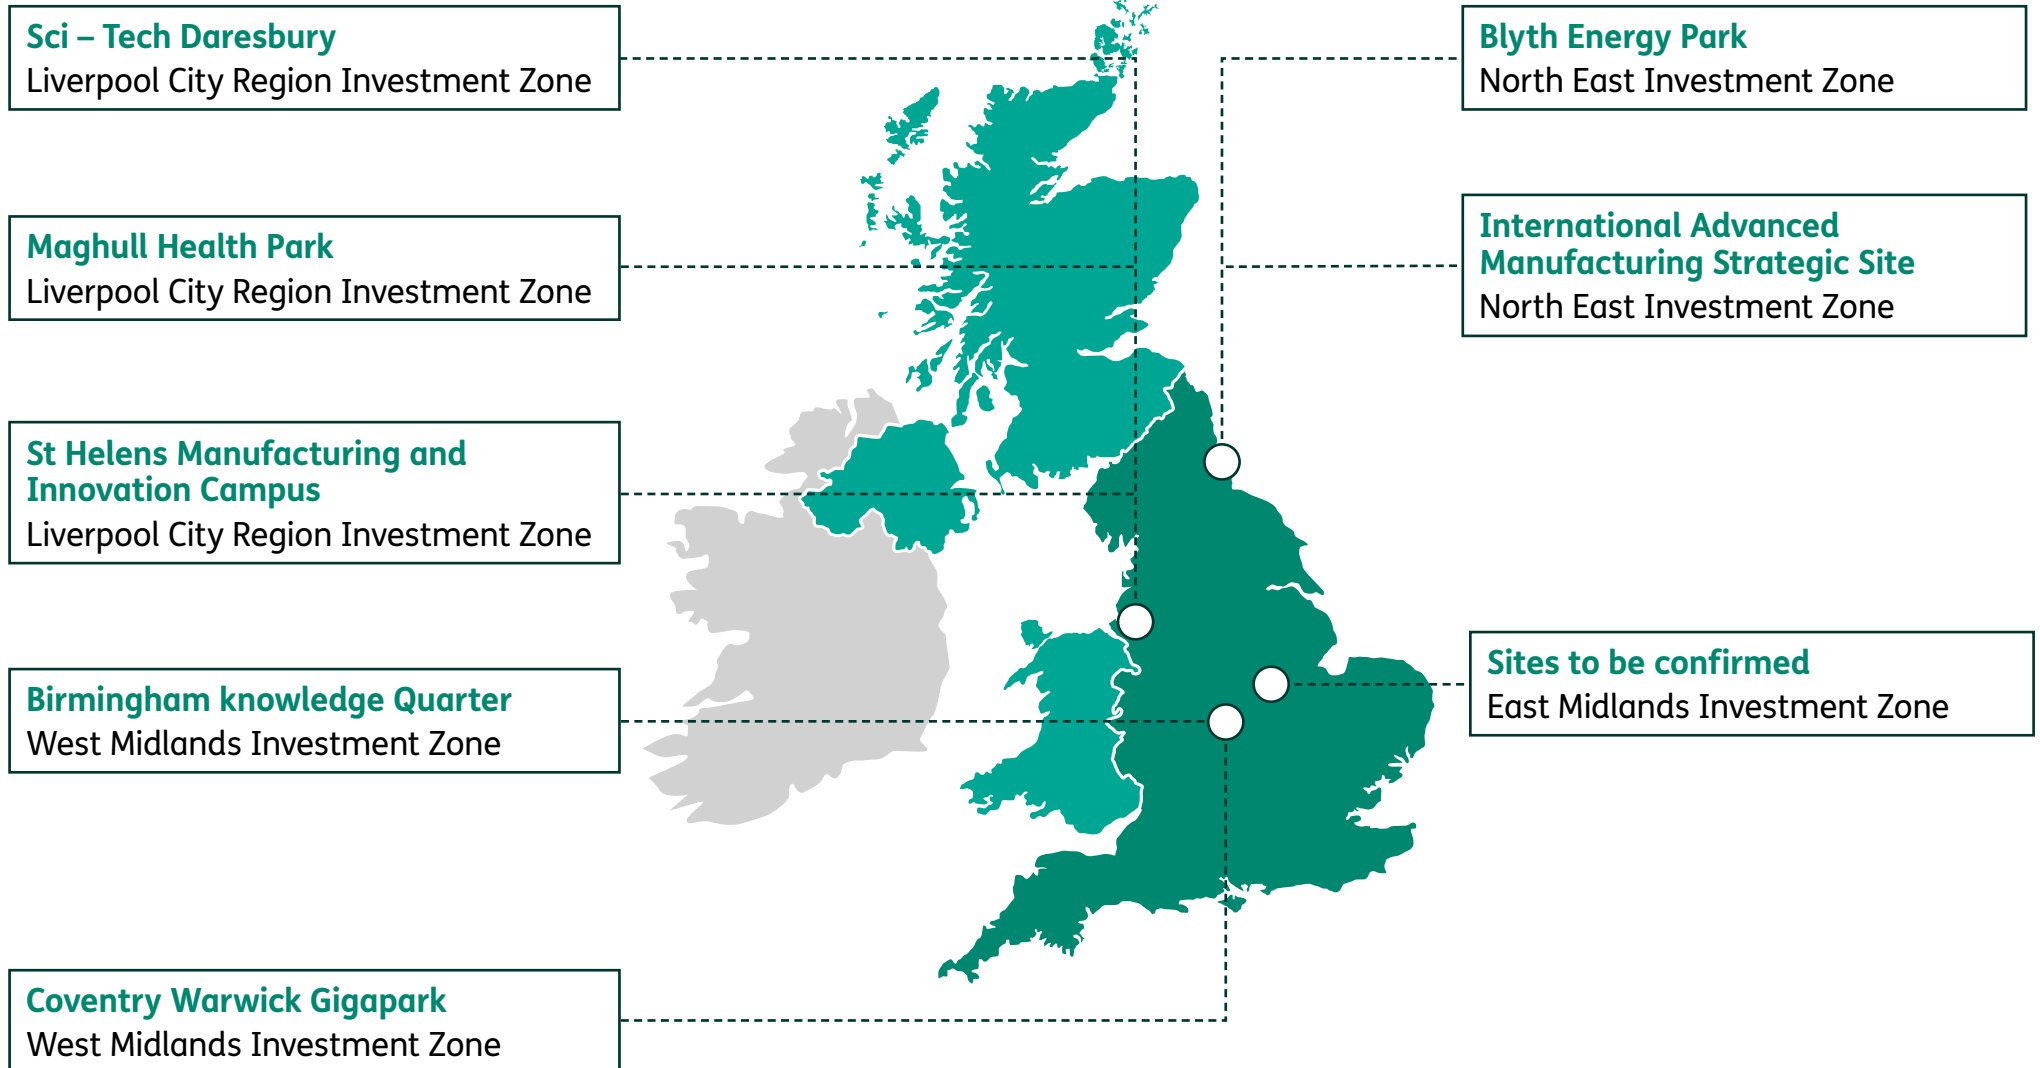 Sci – Tech Daresbury
Liverpool City Region Investment Zone
Maghull Health Park
Liverpool City Region Investment Zone
St Helens Manufacturing and
Innovation Campus
Liverpool City Region Investment Zone
Birmingham knowledge Quarter
West Midlands Investment Zone
Coventry Warwick Gigapark
West Midlands Investment Zone
Blyth Energy Park
North East Investment Zone
International Advanced
Manufacturing Strategic Site
North East Investment Zone
Sites to be confirmed
East Midlands Investment Zone